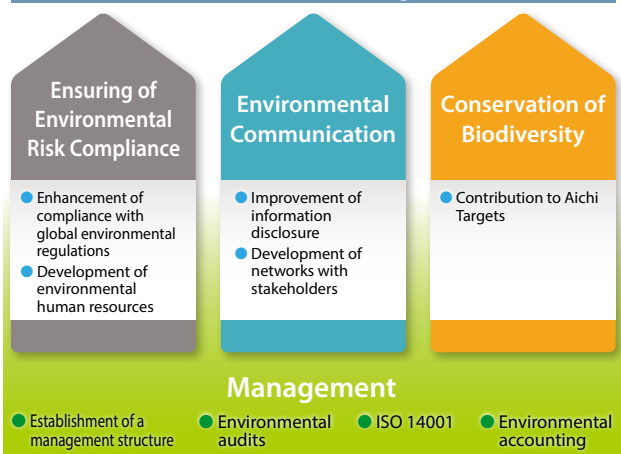 Ensuring of
Environmental
Risk Compliance
Enhancement of
compliance with
global environmental
regulations
Development of
environmental
human resources
Environmental
Communication
Improvement of
information
disclosure
Development of
networks with
stakeholders
Conservation of
Biodiversity
Contribution to Aichi
Targets
Management
Establishment of a
management structure
Environmental
audits
ISO 14001
Environmental
accounting